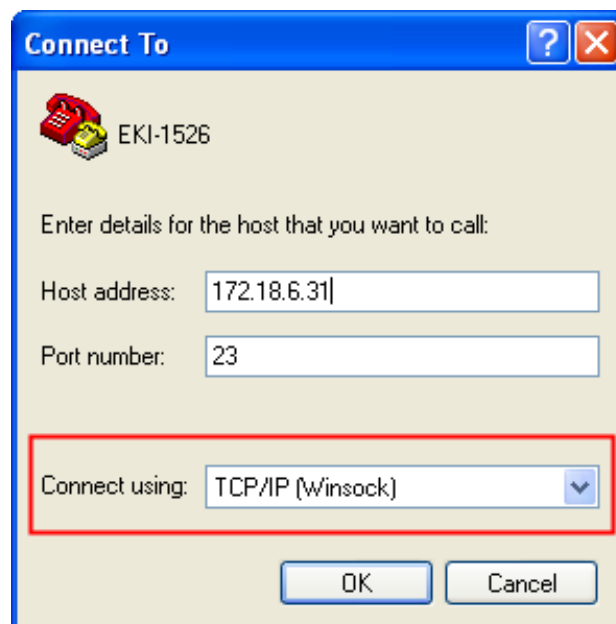 Connect To
EKI-1526
Enter details for the host that you want to call:
Host address: 172.18.6.31
Port number: 23
Connect using: TCP/IP (Winsock)
OK Cancel